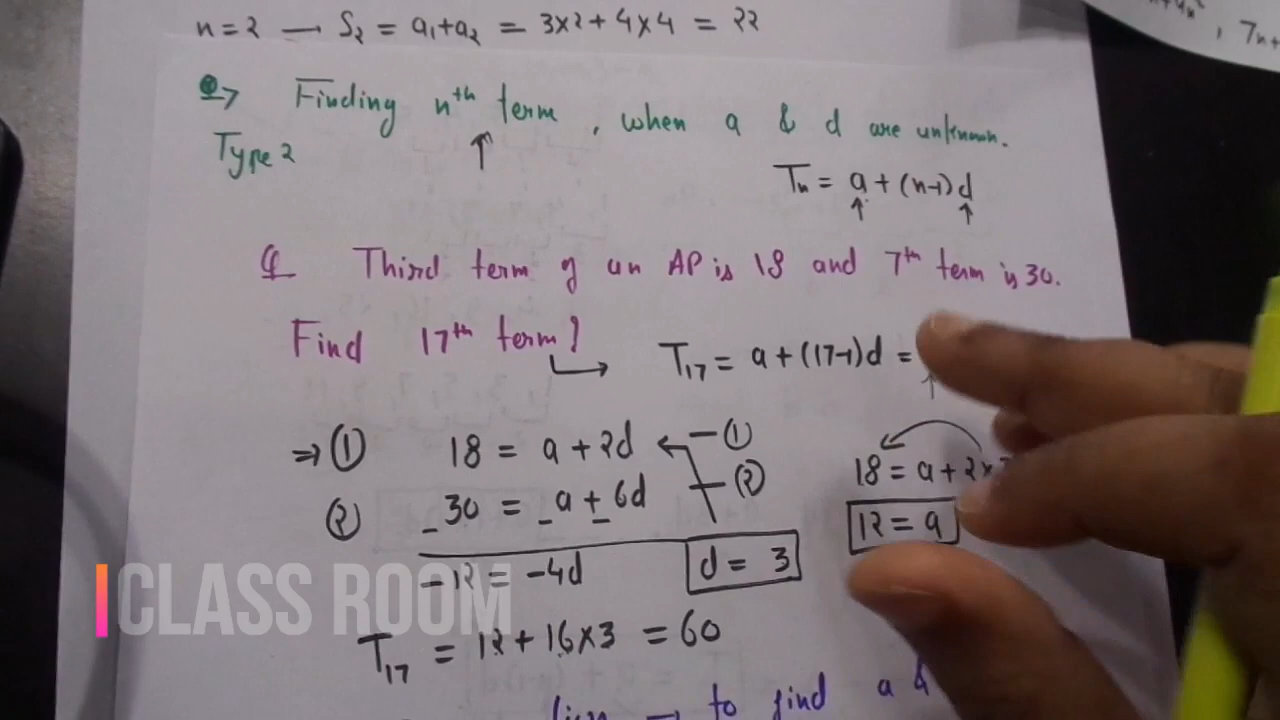 n=2 → S2 = a1+a2 = 3×2+4×4 = 22
Q> Finding nth term, when a & d are unknown.
Type 2
Tn = a+(n-1)d
Q Third term of an AP is 18 and 7th term is 30.
Find 17th term?
T17 = a+(17-1)d =
⇒ ① 18 = a+2d —①
② 30 = a+6d —②
- - -
-12 = -4d
d = 3
18 = a+2×
12 = a
CLASS ROOM
T17 = 12+16×3 = 60
→ to find a &